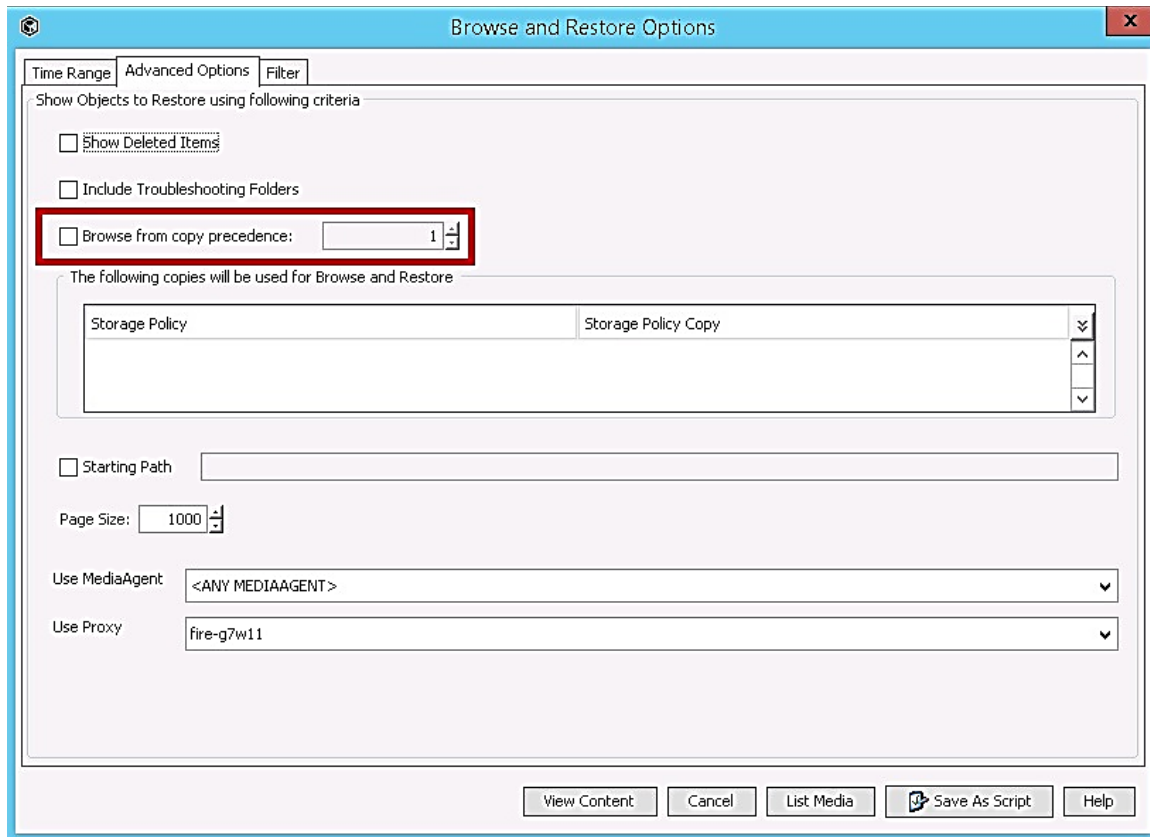 Browse and Restore Options
x
Time Range Advanced Options Filter
Show Objects to Restore using following criteria
Show Deleted Items
Include Troubleshooting Folders
Browse from copy precedence: 1
The following copies will be used for Browse and Restore
Storage Policy Storage Policy Copy
Starting Path
Page Size: 1000
Use MediaAgent <ANY MEDIAAGENT>
Use Proxy fire-g7w11
View Content Cancel List Media Save As Script Help